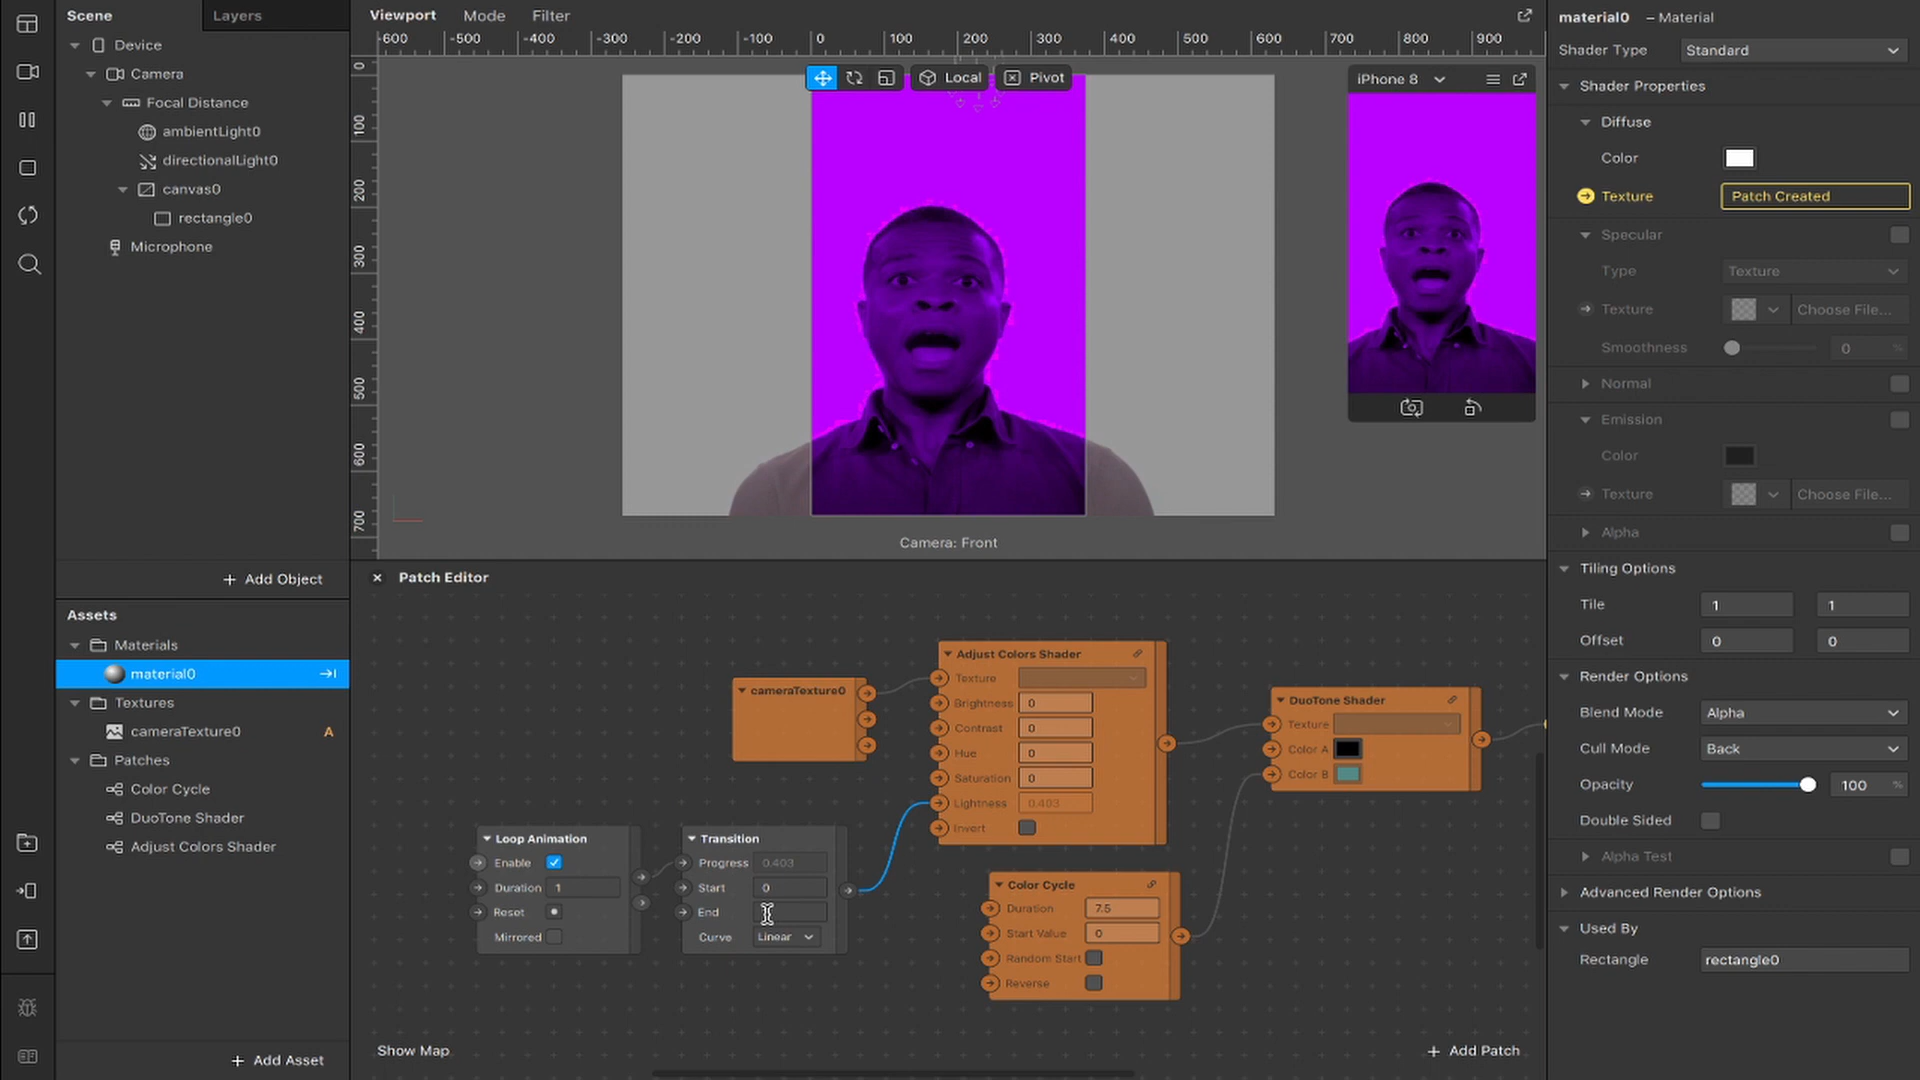 Scene
Layers
Device
Camera
Focal Distance
ambientLight0
directionalLight0
canvas0
rectangle0
Microphone
+ Add Object
Assets
Materials
material0
Textures
cameraTexture0 A
Patches
Color Cycle
DuoTone Shader
Adjust Colors Shader
+ Add Asset
Viewport Mode Filter
-600 -500 -400 -300 -200 -100 0 100 200 300 400 500 600 700 800 900
0
100
200
300
400
500
600
700
Local Pivot
iPhone 8
Camera: Front
Patch Editor
cameraTexture0
Adjust Colors Shader
Texture
Brightness 0
Contrast 0
Hue 0
Saturation 0
Lightness 0.403
Invert
DuoTone Shader
Texture
Color A
Color B
Loop Animation
Enable
Duration 1
Reset
Mirrored
Transition
Progress 0.403
Start 0
End
Curve Linear
Color Cycle
Duration 7.5
Start Value 0
Random Start
Reverse
Show Map
+ Add Patch
material0 – Material
Shader Type Standard
Shader Properties
Diffuse
Color
Texture Patch Created
Specular
Type Texture
Texture Choose File...
Smoothness 0 %
Normal
Emission
Color
Texture Choose File...
Alpha
Tiling Options
Tile 1 1
Offset 0 0
Render Options
Blend Mode Alpha
Cull Mode Back
Opacity 100 %
Double Sided
Alpha Test
Advanced Render Options
Used By
Rectangle rectangle0